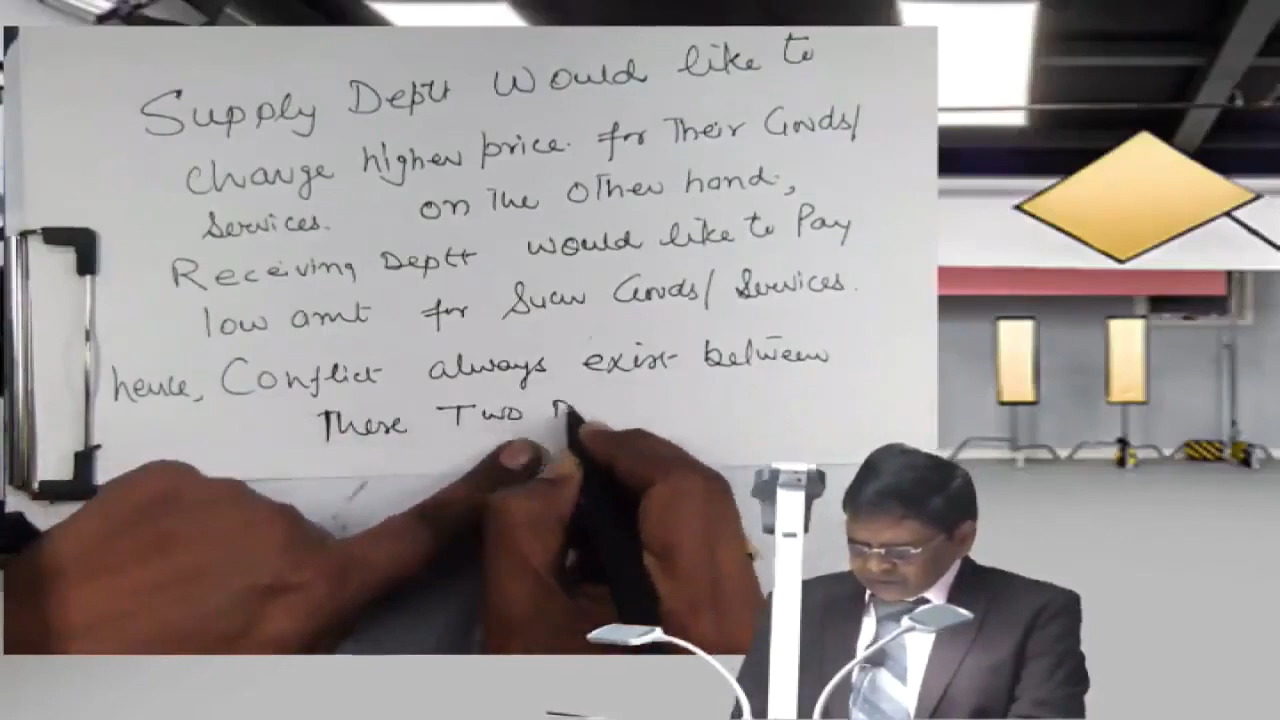 Supply Deptt Would like to
Charge higher price. for Their Goods/
Services. on The other hand,
Receiving Deptt would like to Pay
low amt for Such Goods/ Services.
hence, Conflict always exist between
These Two D